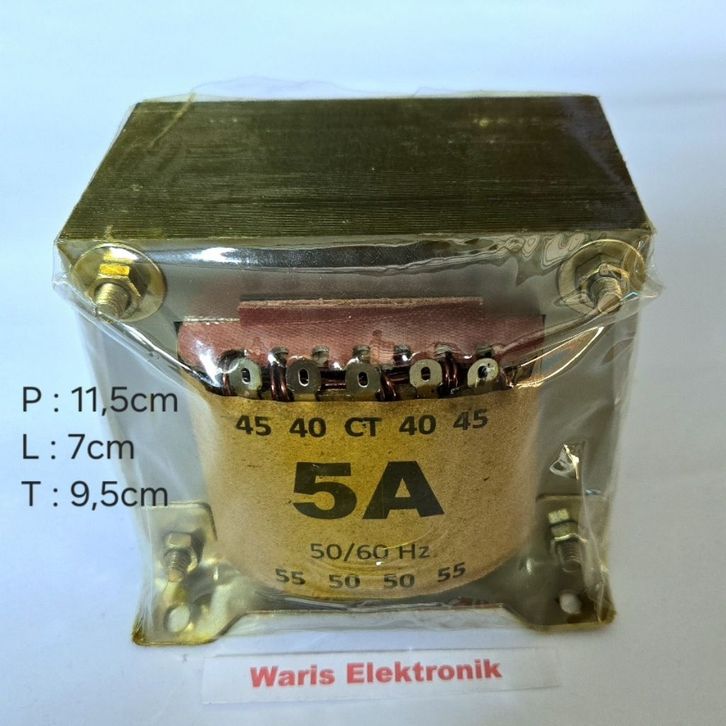 P : 11,5cm
L : 7cm
T : 9,5cm
45 40 CT 40 45
5A
50/60 Hz
55 50 50 55
Waris Elektronik